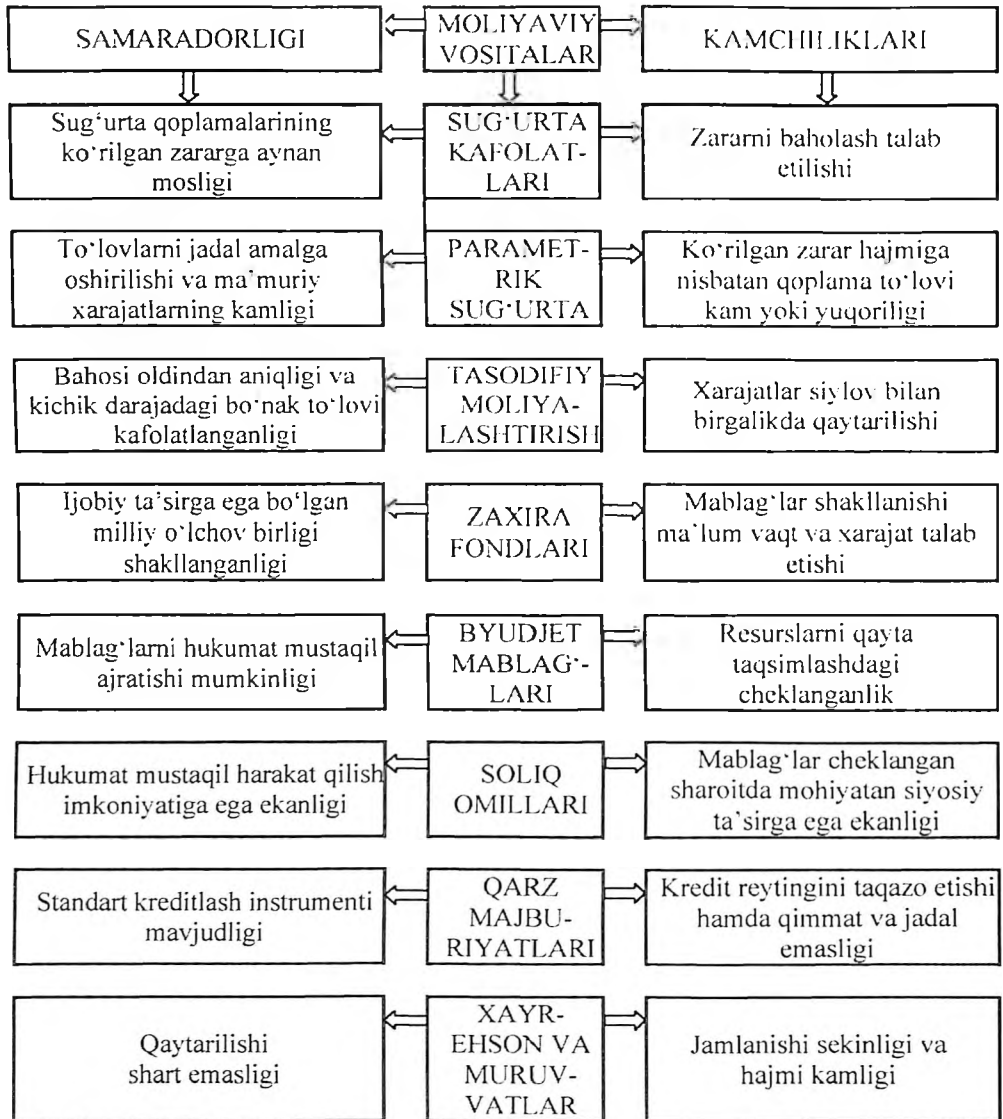 SAMARADORLIGI
MOLIYAVIY
VOSITALAR
KAMCHILIKLARI
Sug‘urta qoplamalarining
ko‘rilgan zararga aynan
mosligi
SUG‘URTA
KAFOLAT-
LARI
Zararni baholash talab
etilishi
To‘lovlarni jadal amalga
oshirilishi va ma’muriy
xarajatlarning kamligi
PARAMET-
RIK
SUG‘URTA
Ko‘rilgan zarar hajmiga
nisbatan qoplama to‘lovi
kam yoki yuqoriligi
Bahosi oldindan aniqligi va
kichik darajadagi bo‘nak to‘lovi
kafolatlanganligi
TASODIFIY
MOLIYA-
LASHTIRISH
Xarajatlar siylov bilan
birgalikda qaytarilishi
Ijobiy ta’sirga ega bo‘lgan
milliy o‘lchov birligi
shakllanganligi
ZAXIRA
FONDLARI
Mablag‘lar shakllanishi
ma’lum vaqt va xarajat talab
etishi
Mablag‘larni hukumat mustaqil
ajratishi mumkinligi
BYUDJET
MABLAG‘-
LARI
Resurslarni qayta
taqsimlashdagi
cheklanganlik
Hukumat mustaqil harakat qilish
imkoniyatiga ega ekanligi
SOLIQ
OMILLARI
Mablag‘lar cheklangan
sharoitda mohiyatan siyosiy
ta’sirga ega ekanligi
Standart kreditlash instrumenti
mavjudligi
QARZ
MAJBU-
RIYATLARI
Kredit reytingini taqazo etishi
hamda qimmat va jadal
emasligi
Qaytarilishi
shart emasligi
XAYR-
EHSON VA
MURUV-
VATLAR
Jamlanishi sekinligi va
hajmi kamligi